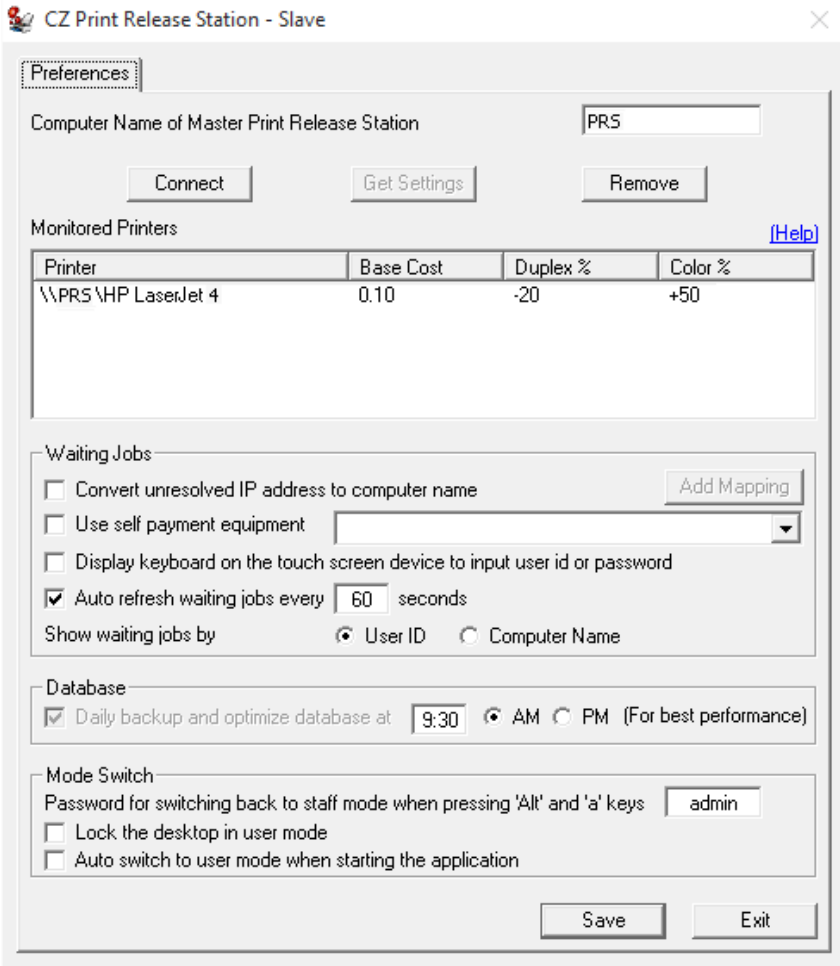 CZ Print Release Station - Slave
Preferences
Computer Name of Master Print Release Station PRS
Connect Get Settings Remove
Monitored Printers (Help)
Printer Base Cost Duplex % Color %
\\PRS\HP LaserJet 4 0.10 -20 +50
Waiting Jobs
Convert unresolved IP address to computer name Add Mapping
Use self payment equipment
Display keyboard on the touch screen device to input user id or password
Auto refresh waiting jobs every 60 seconds
Show waiting jobs by User ID Computer Name
Database
Daily backup and optimize database at 9:30 AM PM (For best performance)
Mode Switch
Password for switching back to staff mode when pressing 'Alt' and 'a' keys admin
Lock the desktop in user mode
Auto switch to user mode when starting the application
Save Exit